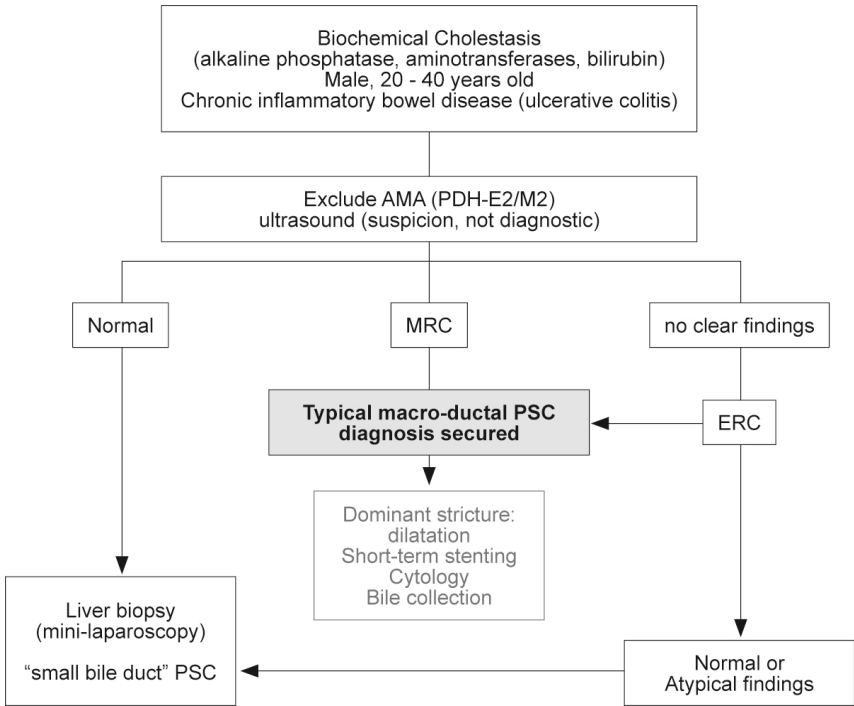 Biochemical Cholestasis
(alkaline phosphatase, aminotransferases, bilirubin)
Male, 20 - 40 years old
Chronic inflammatory bowel disease (ulcerative colitis)
Exclude AMA (PDH-E2/M2)
ultrasound (suspicion, not diagnostic)
Normal
MRC
no clear findings
Typical macro-ductal PSC
diagnosis secured
ERC
Dominant stricture:
dilatation
Short-term stenting
Cytology
Bile collection
Liver biopsy
(mini-laparoscopy)
“small bile duct” PSC
Normal or
Atypical findings